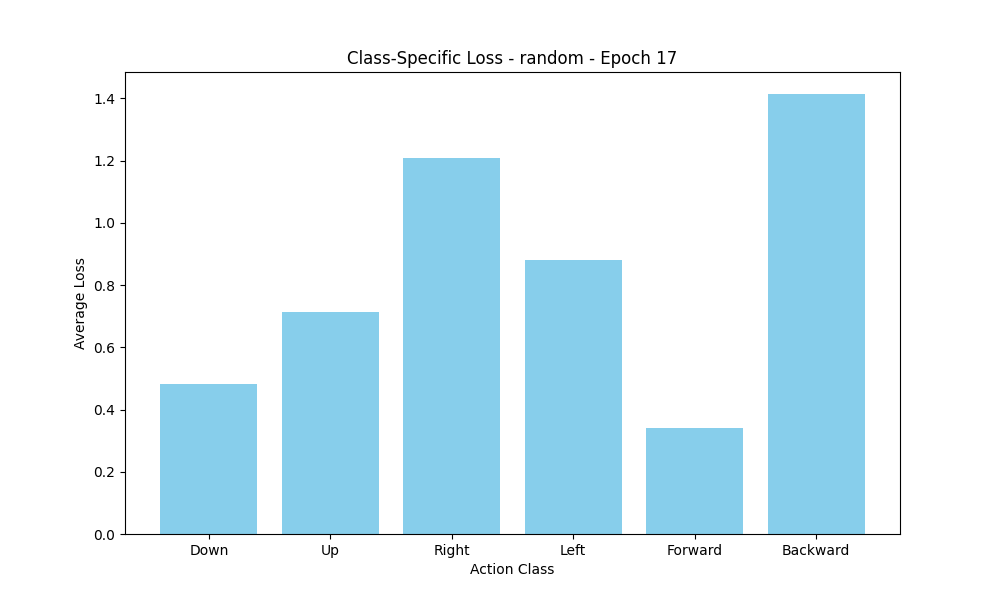 Class-Specific Loss - random - Epoch 17
1.4
1.2
1.0
0.8
0.6
0.4
0.2
0.0
Average Loss
Down Up Right Left Forward Backward
Action Class